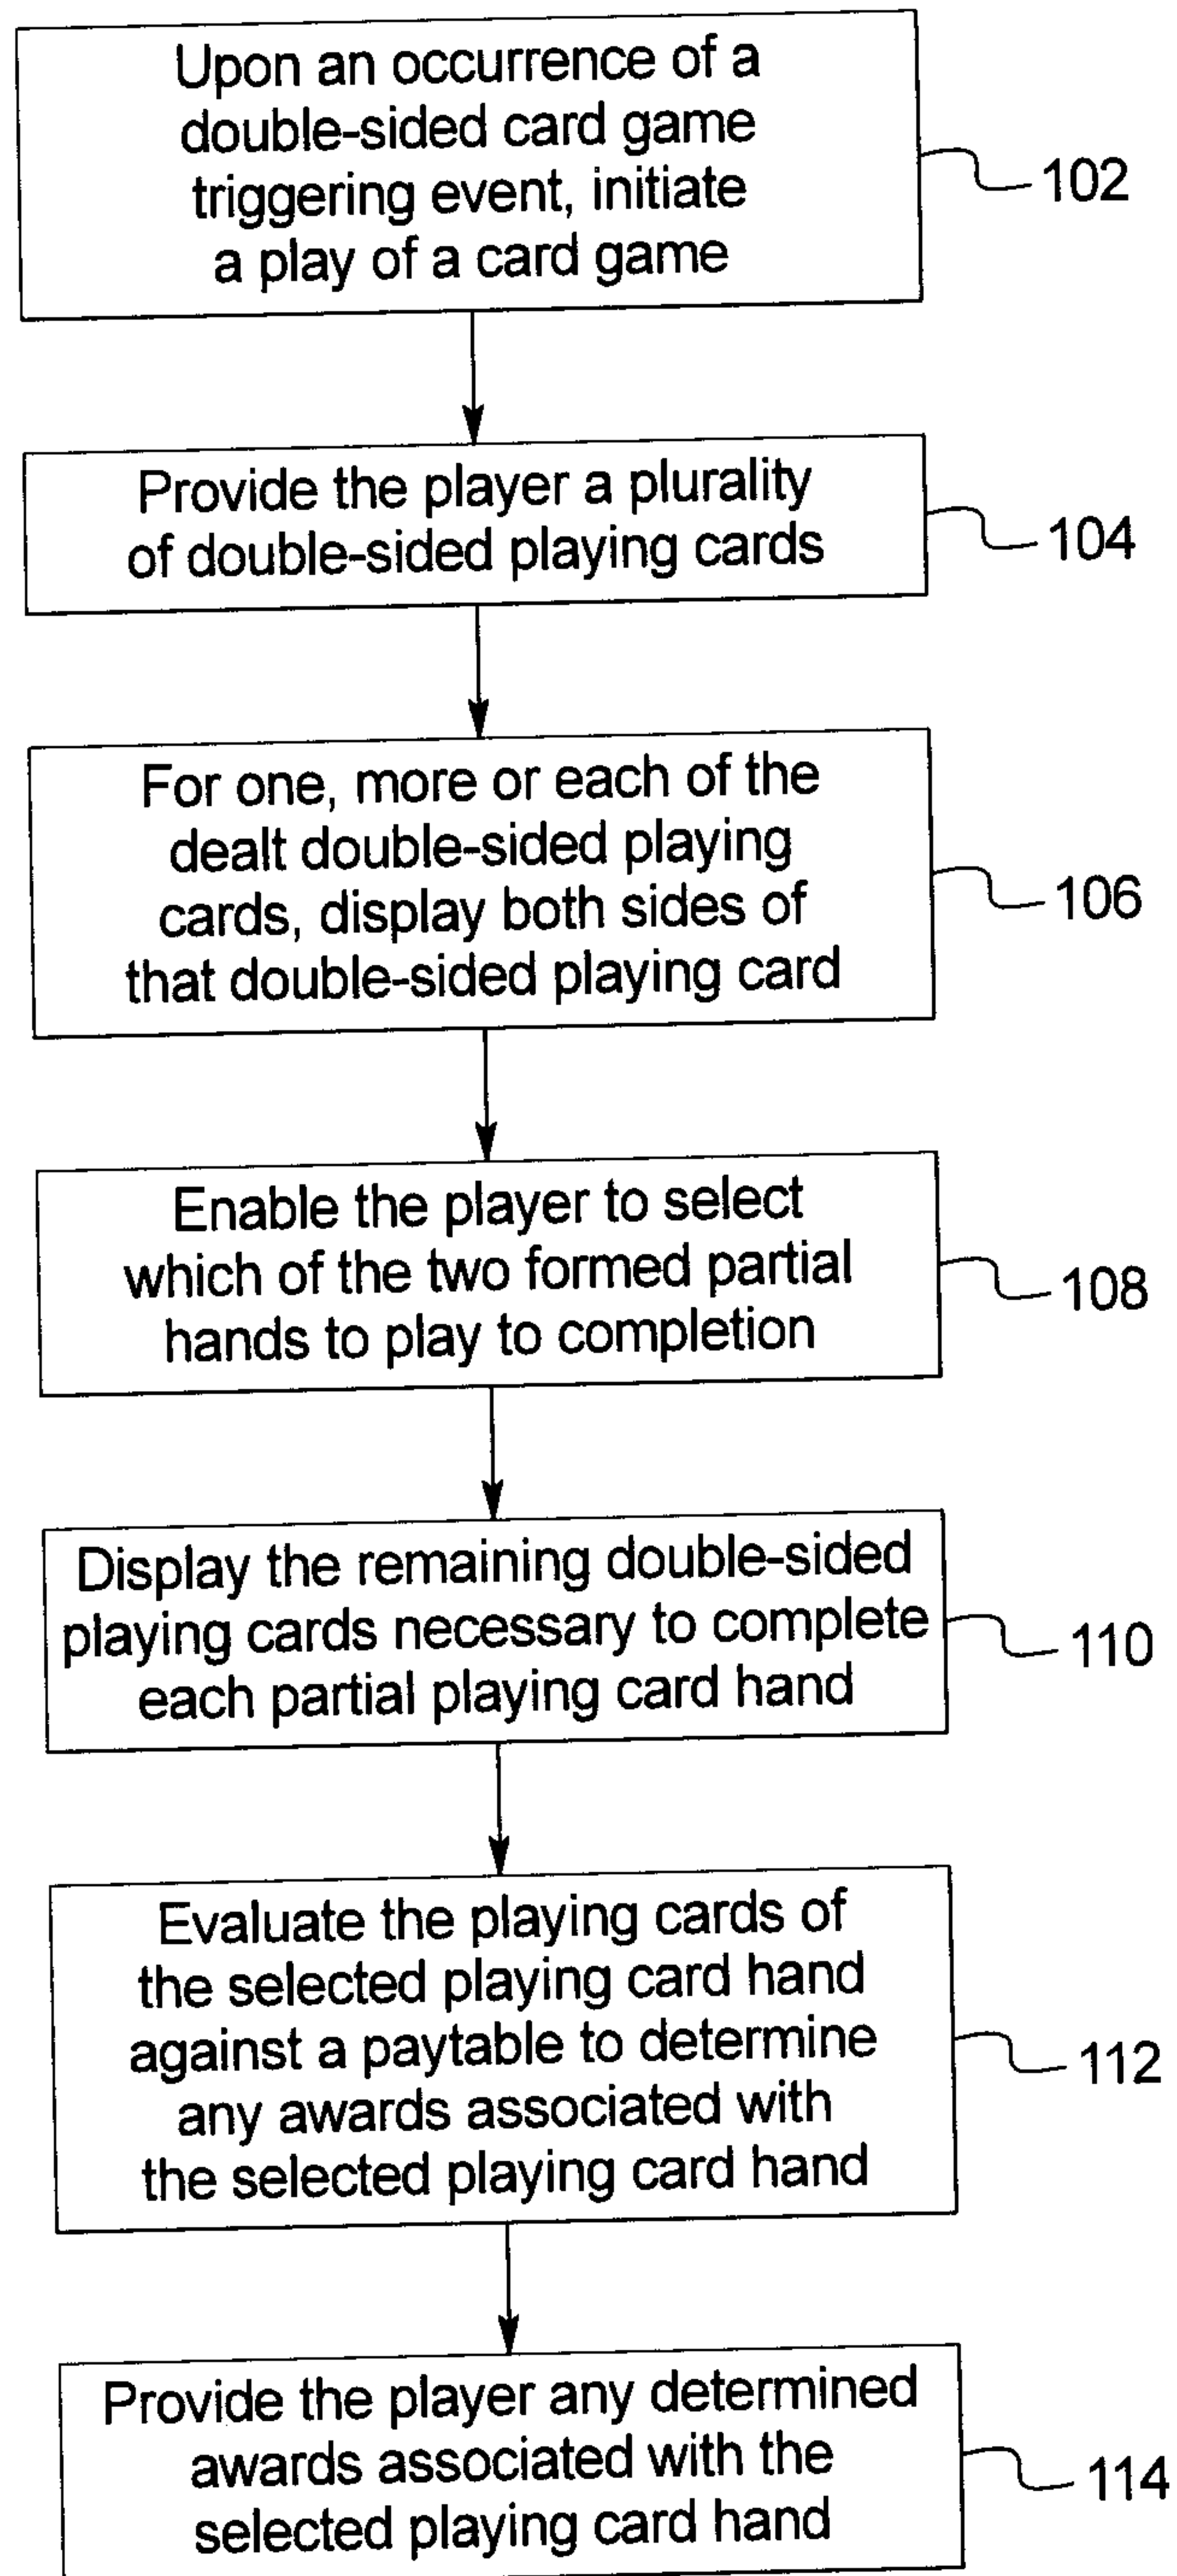 Upon an occurrence of a
double-sided card game
triggering event, initiate
a play of a card game
102
Provide the player a plurality
of double-sided playing cards
104
For one, more or each of the
dealt double-sided playing
cards, display both sides of
that double-sided playing card
106
Enable the player to select
which of the two formed partial
hands to play to completion
108
Display the remaining double-sided
playing cards necessary to complete
each partial playing card hand
110
Evaluate the playing cards of
the selected playing card hand
against a paytable to determine
any awards associated with
the selected playing card hand
112
Provide the player any determined
awards associated with the
selected playing card hand
114